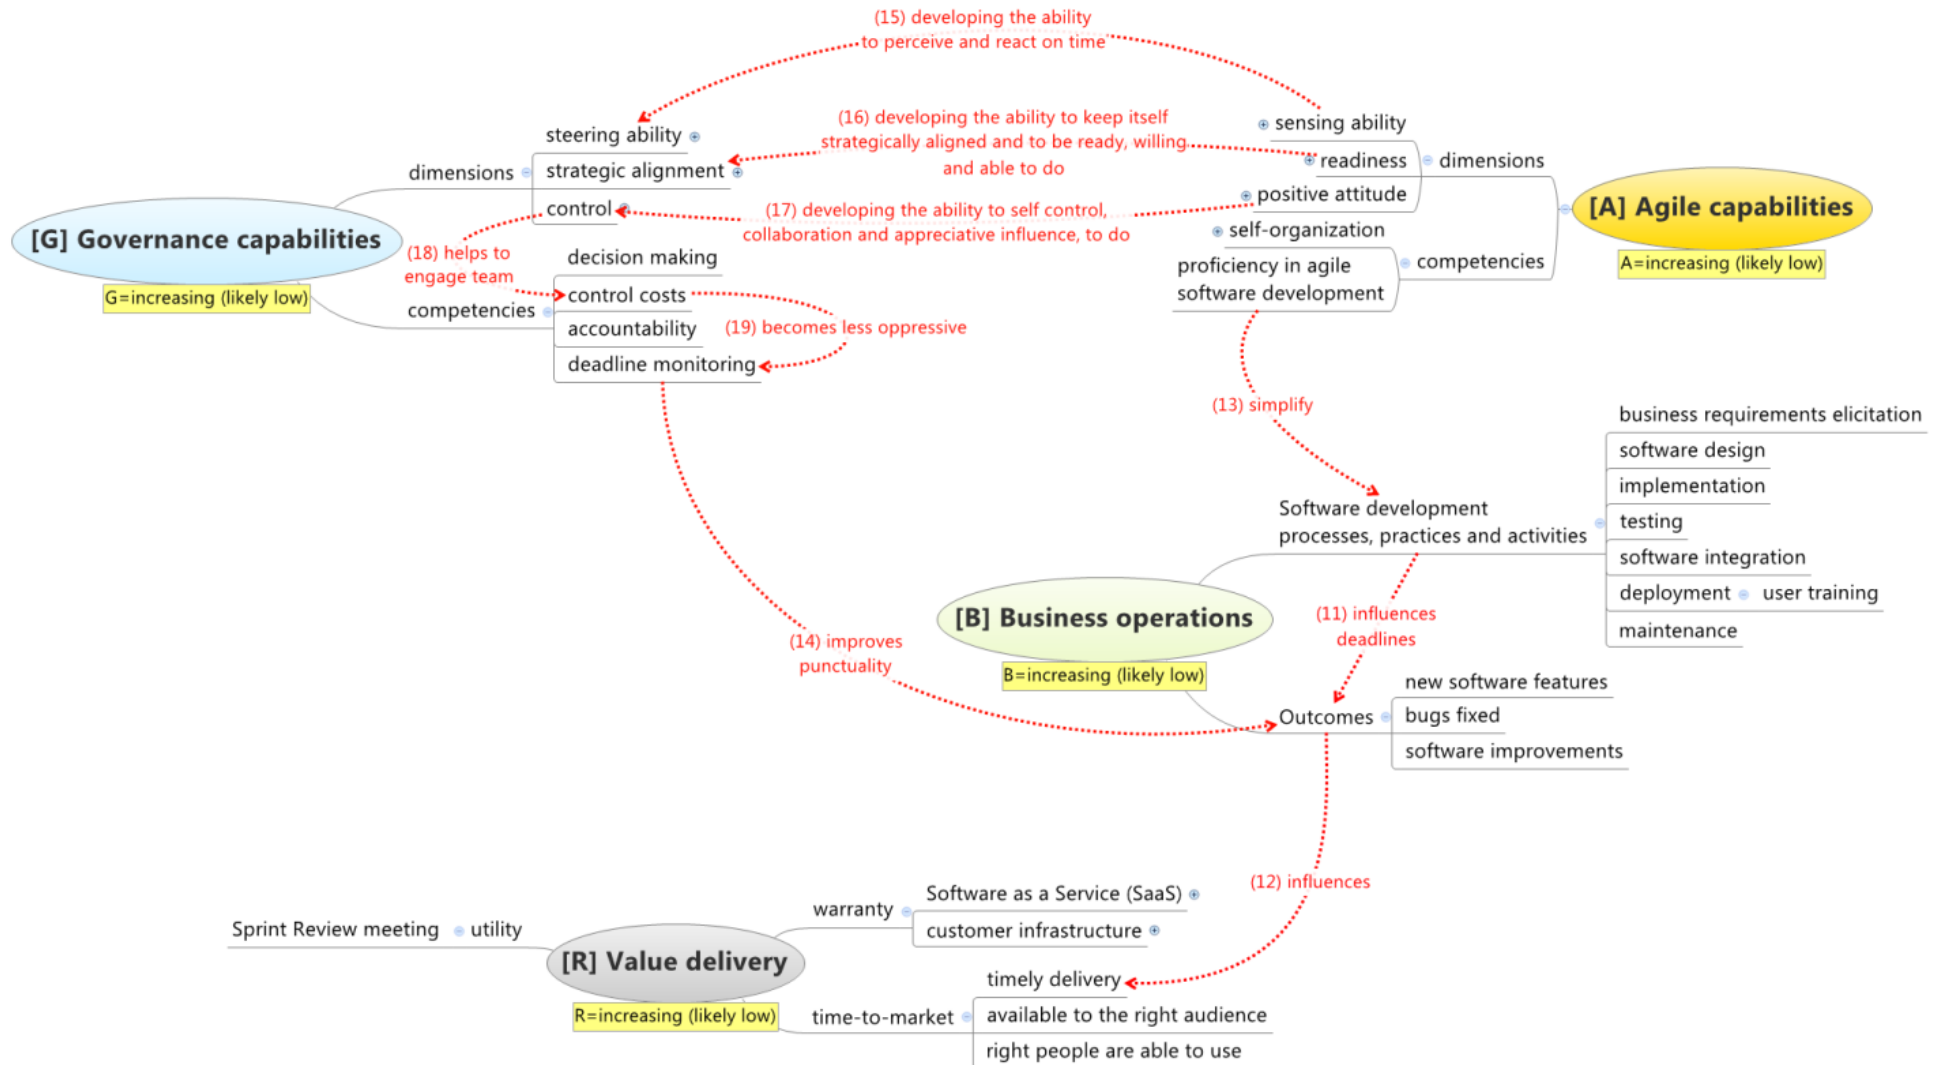 (15) developing the ability
to perceive and react on time
(16) developing the ability to keep itself
strategically aligned and to be ready, willing
and able to do
(17) developing the ability to self control,
collaboration and appreciative influence, to do
steering ability
strategic alignment
control
dimensions
[G] Governance capabilities
G=increasing (likely low)
(18) helps to
engage team
competencies
decision making
control costs
accountability
deadline monitoring
(19) becomes less oppressive
sensing ability
readiness
positive attitude
dimensions
[A] Agile capabilities
A=increasing (likely low)
self-organization
proficiency in agile
software development
competencies
(13) simplify
business requirements elicitation
software design
implementation
testing
software integration
deployment
user training
maintenance
Software development
processes, practices and activities
[B] Business operations
B=increasing (likely low)
(11) influences
deadlines
(14) improves
punctuality
Outcomes
new software features
bugs fixed
software improvements
(12) influences
Sprint Review meeting
utility
[R] Value delivery
R=increasing (likely low)
warranty
Software as a Service (SaaS)
customer infrastructure
time-to-market
timely delivery
available to the right audience
right people are able to use